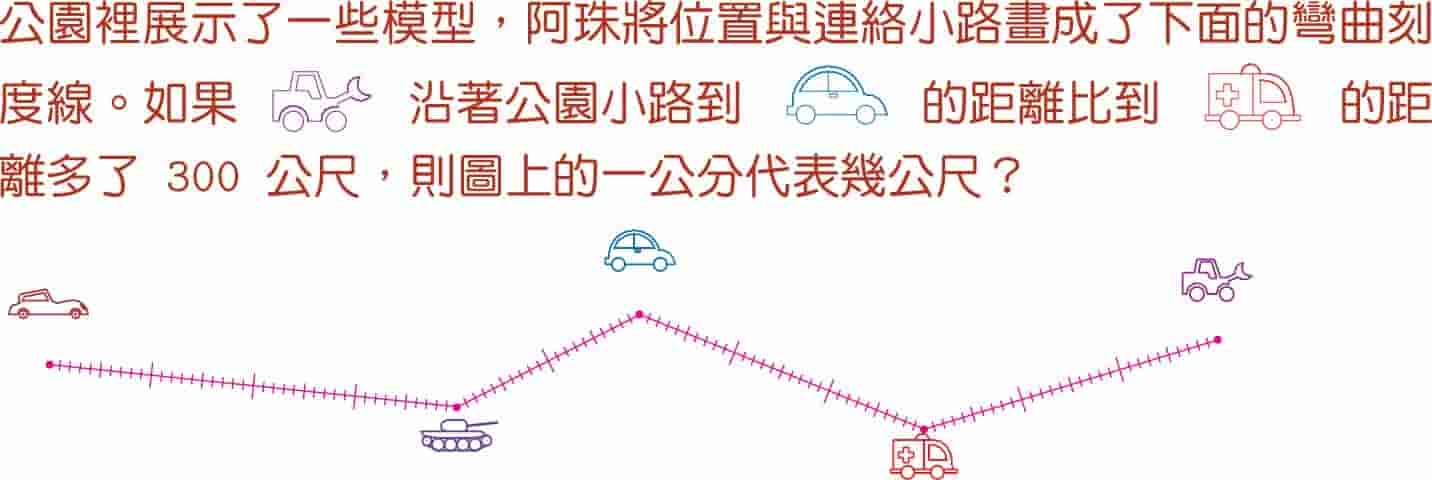 公園裡展示了一些模型，阿珠將位置與連絡小路畫成了下面的彎曲刻
度線。如果 沿著公園小路到 的距離比到 的距
離多了 300 公尺，則圖上的一公分代表幾公尺？